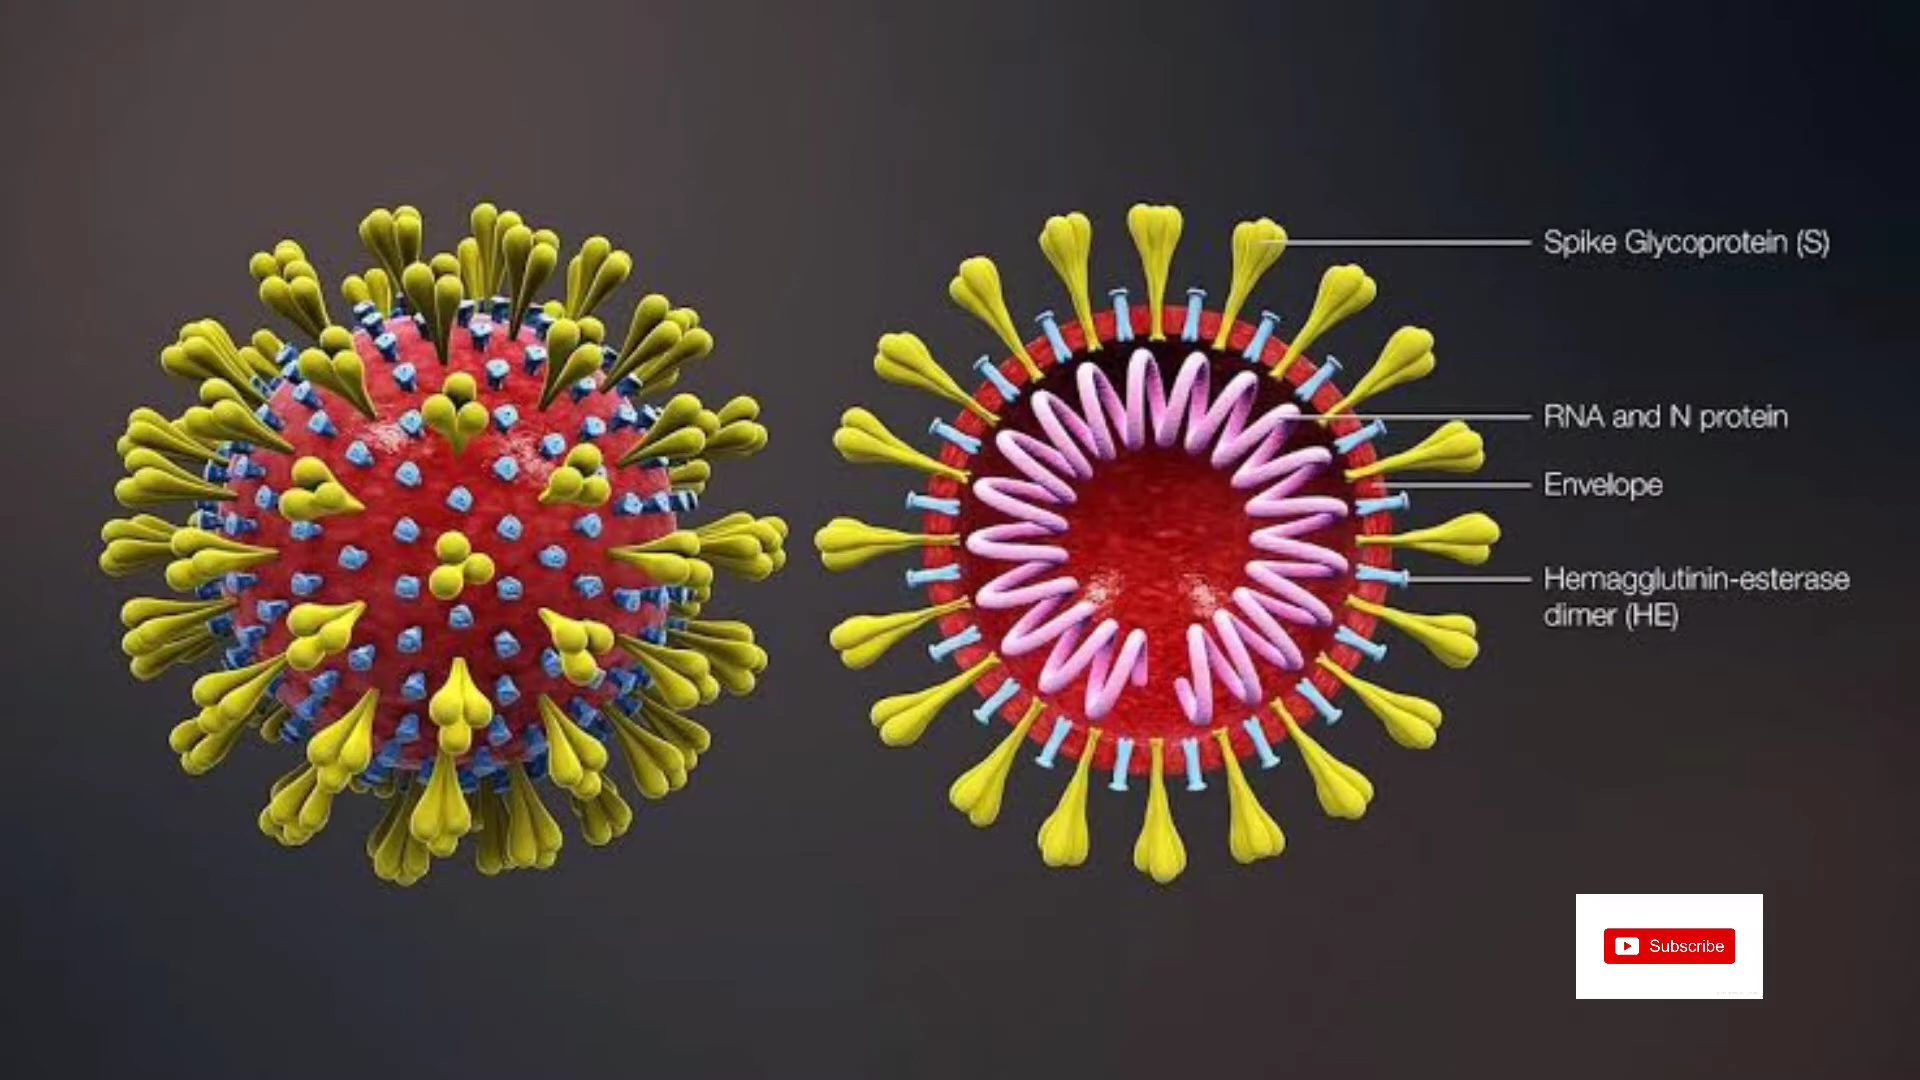 Spike Glycoprotein (S)
RNA and N protein
Envelope
Hemagglutinin-esterase
dimer (HE)
Subscribe